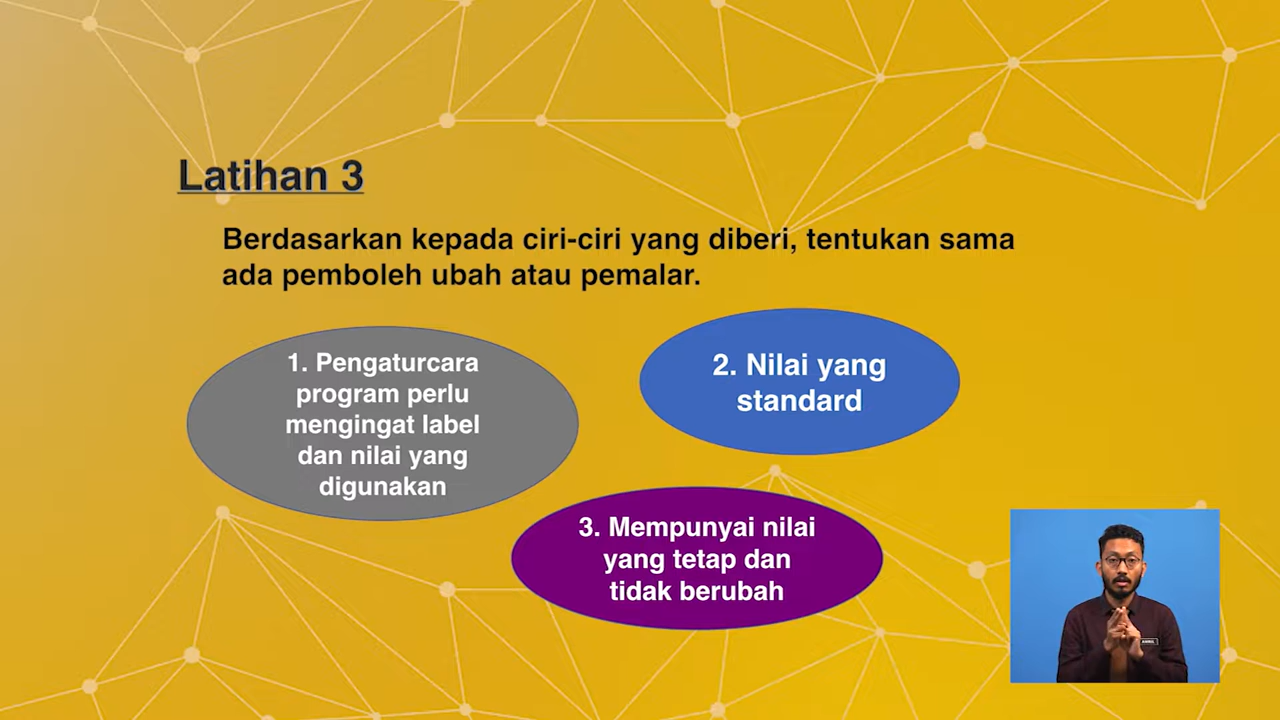 Latihan 3
Berdasarkan kepada ciri-ciri yang diberi, tentukan sama
ada pemboleh ubah atau pemalar.
1. Pengaturcara
program perlu
mengingat label
dan nilai yang
digunakan
2. Nilai yang
standard
3. Mempunyai nilai
yang tetap dan
tidak berubah